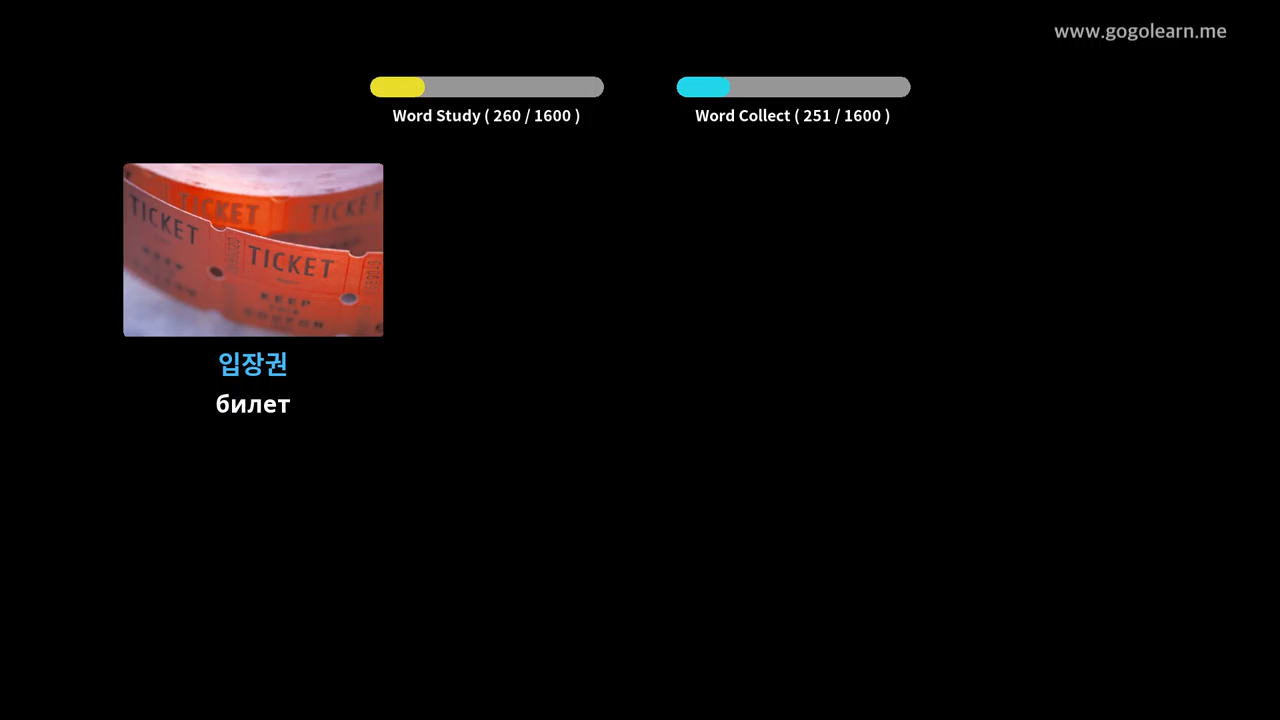 www.gogolearn.me
Word Study ( 260 / 1600 )
Word Collect ( 251 / 1600 )
TICKET
TICKET
TICKET
TICKET
KEEP
입장권
билет